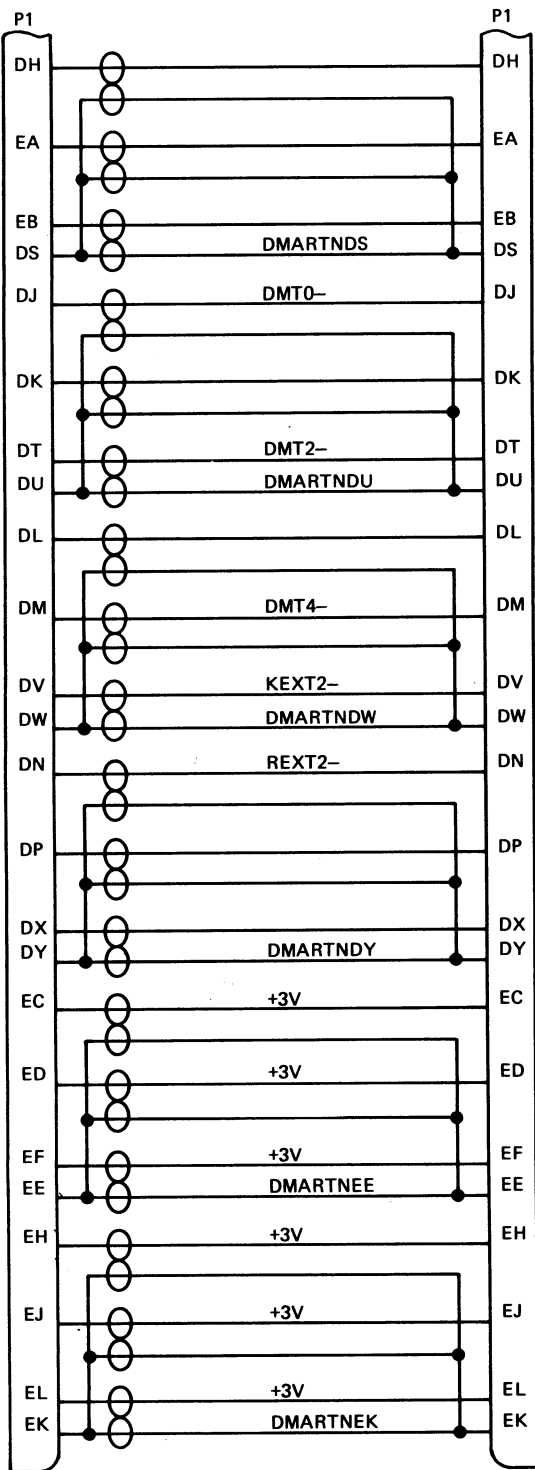 P1 P1
DH DH
EA EA
EB EB
DS DMARTNDS DS
DJ DMT0– DJ
DK DK
DT DMT2– DT
DU DMARTNDU DU
DL DL
DM DMT4– DM
DV KEXT2– DV
DW DMARTNDW DW
DN REXT2– DN
DP DP
DX DX
DY DMARTNDY DY
EC +3V EC
ED +3V ED
EF +3V EF
EE DMARTNEE EE
EH +3V EH
EJ +3V EJ
EL +3V EL
EK DMARTNEK EK